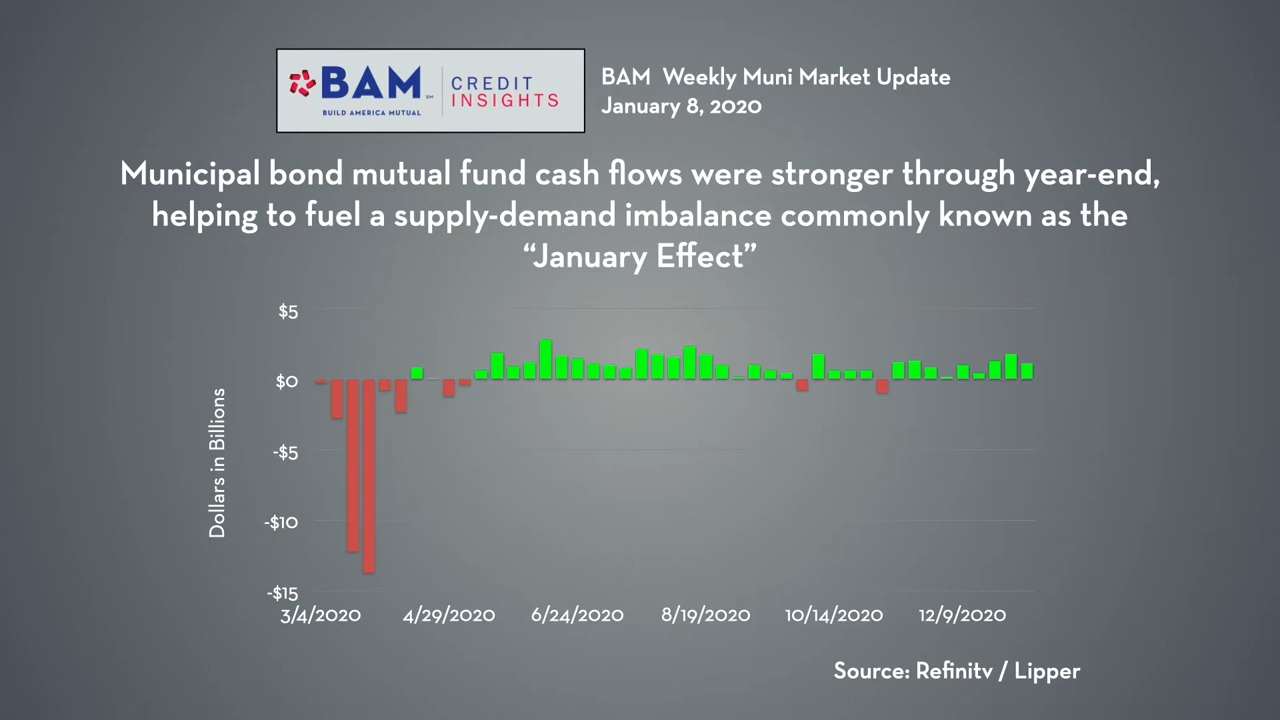 BAM SM
BUILD AMERICA MUTUAL
CREDIT
INSIGHTS
BAM Weekly Muni Market Update
January 8, 2020
Municipal bond mutual fund cash flows were stronger through year-end,
helping to fuel a supply-demand imbalance commonly known as the
“January Effect”
Dollars in Billions
$5
$0
-$5
-$10
-$15
3/4/2020 4/29/2020 6/24/2020 8/19/2020 10/14/2020 12/9/2020
Source: Refinitv / Lipper